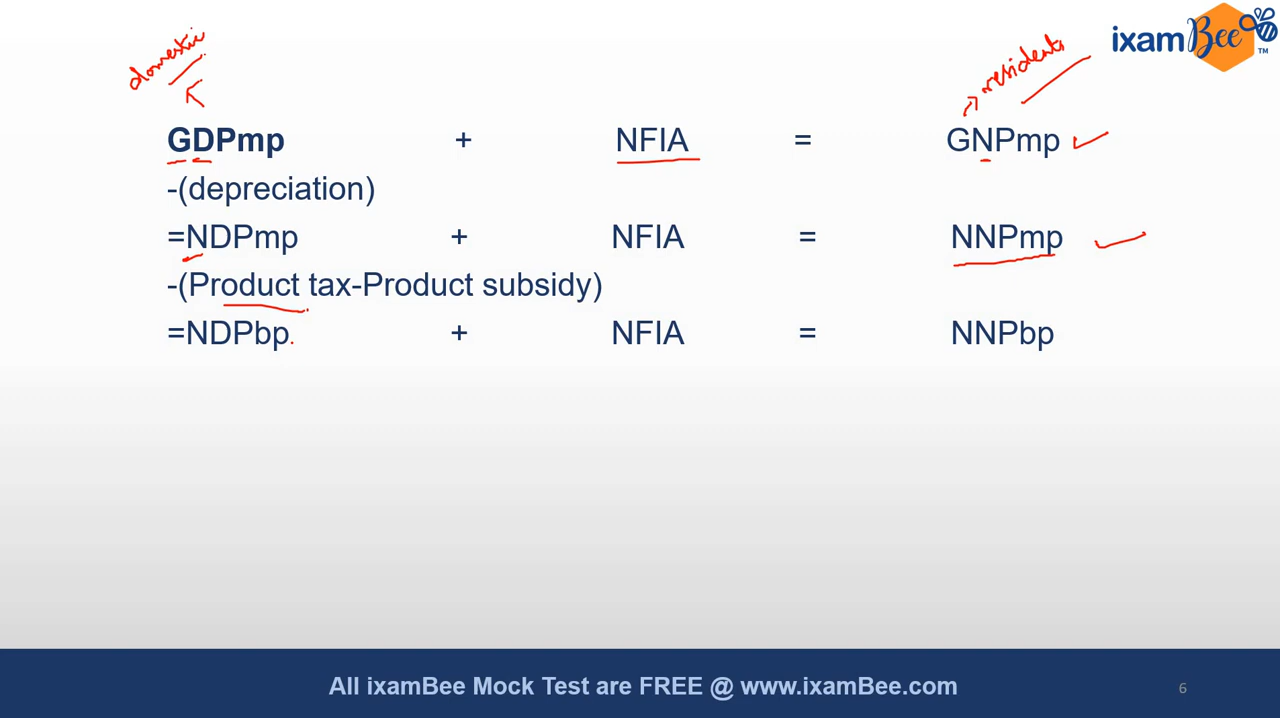 ixamBee™
domestic
residents
GDPmp + NFIA = GNPmp
-(depreciation)
=NDPmp + NFIA = NNPmp
-(Product tax-Product subsidy)
=NDPbp + NFIA = NNPbp
All ixamBee Mock Test are FREE @ www.ixamBee.com
6